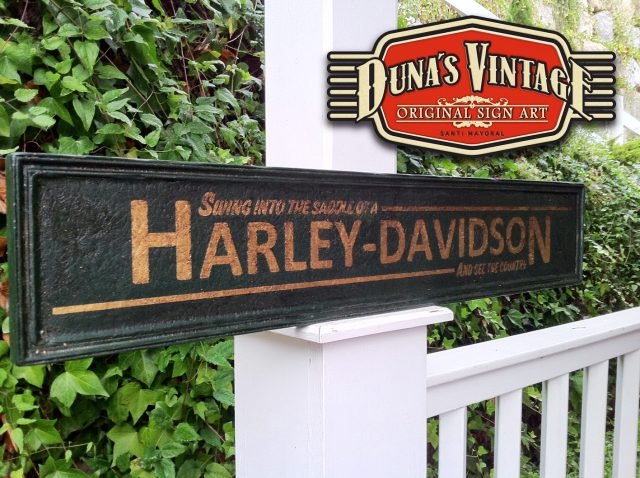 DUNA'S VINTAGE
ORIGINAL SIGN ART
SANTI MAYORAL
SWING INTO THE SADDLE OF A
HARLEY-DAVIDSON
AND SEE THE COUNTRY